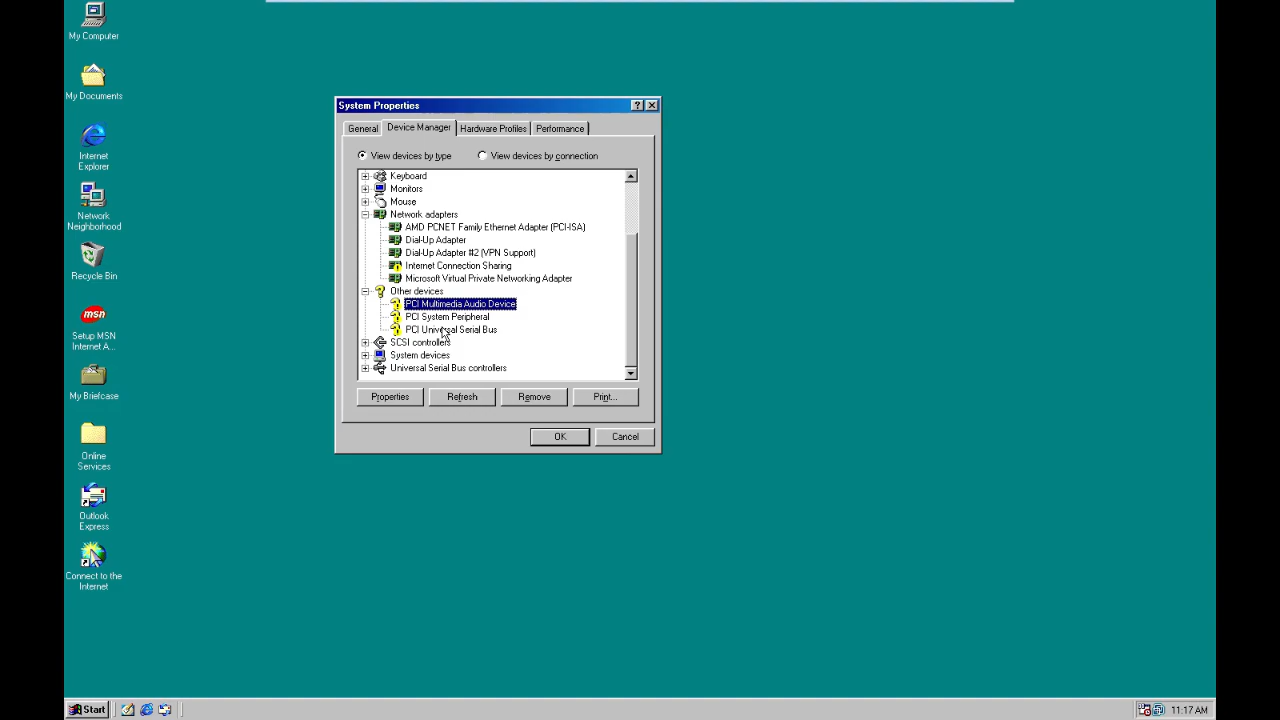 My Computer
My Documents
Internet
Explorer
Network
Neighborhood
Recycle Bin
msn
Setup MSN
Internet A...
My Briefcase
Online
Services
Outlook
Express
Connect to the
Internet
System Properties
General
Device Manager
Hardware Profiles
Performance
View devices by type
View devices by connection
Keyboard
Monitors
Mouse
Network adapters
AMD PCNET Family Ethernet Adapter (PCI-ISA)
Dial-Up Adapter
Dial-Up Adapter #2 (VPN Support)
Internet Connection Sharing
Microsoft Virtual Private Networking Adapter
Other devices
PCI Multimedia Audio Device
PCI System Peripheral
PCI Universal Serial Bus
SCSI controllers
System devices
Universal Serial Bus controllers
Properties
Refresh
Remove
Print...
OK
Cancel
Start
11:17 AM